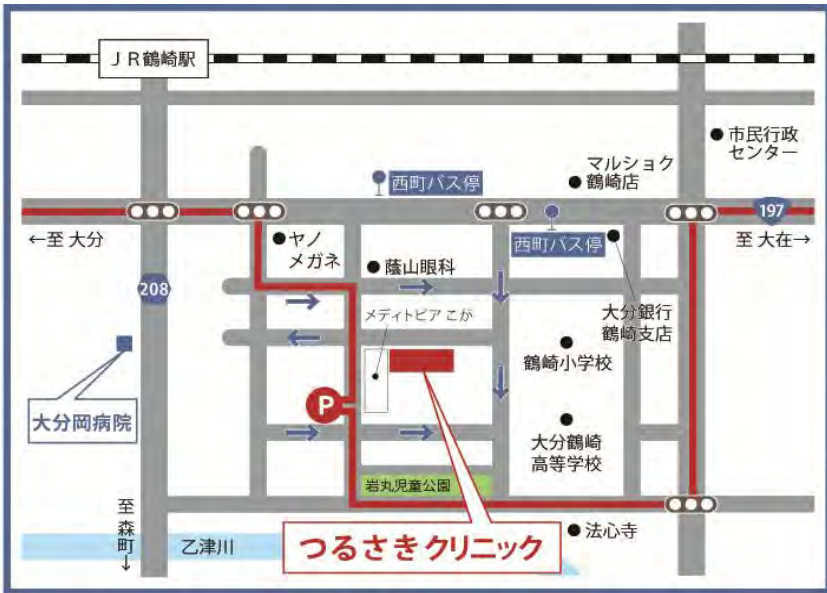 ＪＲ鶴崎駅
市民行政
センター
マルショク
鶴崎店
西町バス停
197
←至 大分
至 大在→
ヤノ
メガネ
蔭山眼科
西町バス停
208
大分銀行
鶴崎支店
メディトピア こが
鶴崎小学校
大分岡病院
P
大分鶴崎
高等学校
岩丸児童公園
至森町→
乙津川
つるさきクリニック
法心寺